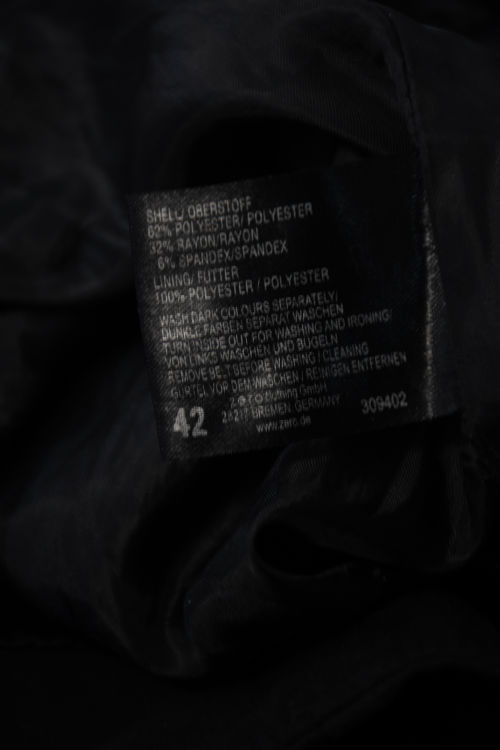 SHELL/ OBERSTOFF
62% POLYESTER/ POLYESTER
32% RAYON/RAYON
6% SPANDEX/SPANDEX
LINING/ FUTTER
100% POLYESTER / POLYESTER
WASH DARK COLOURS SEPARATELY/
DUNKLE FARBEN SEPARAT WASCHEN
TURN INSIDE OUT FOR WASHING AND IRONING/
VON LINKS WASCHEN UND BÜGELN
REMOVE BELT BEFORE WASHING / CLEANING
GÜRTEL VOR DEM WASCHEN / REINIGEN ENTFERNEN
GmbH
BREMEN GERMANY
www.zero.de
42
309402